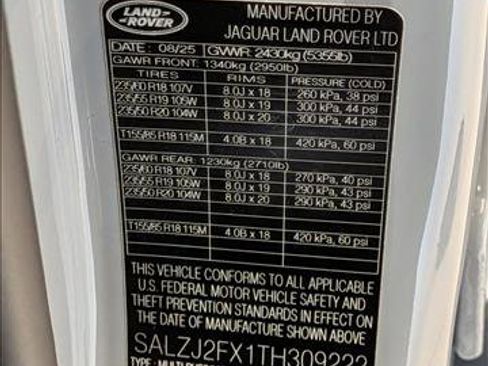 LAND
ROVER
MANUFACTURED BY
JAGUAR LAND ROVER LTD
DATE : 08/25 GVWR: 2430kg (5355lb)
GAWR FRONT: 1340kg (2950lb)
TIRES RIMS PRESSURE (COLD)
235/60 R18 107V 8.0J x 18 260 kPa, 38 psi
235/55 R19 105W 8.0J x 19 300 kPa, 44 psi
235/50 R20 104W 8.0J x 20 300 kPa, 44 psi
T155/85 R18 115M 4.0B x 18 420 kPa, 60 psi
GAWR REAR: 1230kg (2710lb)
235/60 R18 107V 8.0J x 18 270 kPa, 40 psi
235/55 R19 105W 8.0J x 19 290 kPa, 43 psi
235/50 R20 104W 8.0J x 20 290 kPa, 43 psi
T155/85 R18 115M 4.0B x 18 420 kPa, 60 psi
THIS VEHICLE CONFORMS TO ALL APPLICABLE
U.S. FEDERAL MOTOR VEHICLE SAFETY AND
THEFT PREVENTION STANDARDS IN EFFECT ON
THE DATE OF MANUFACTURE SHOWN ABOVE
SALZJ2FX1TH309222
TYPE :